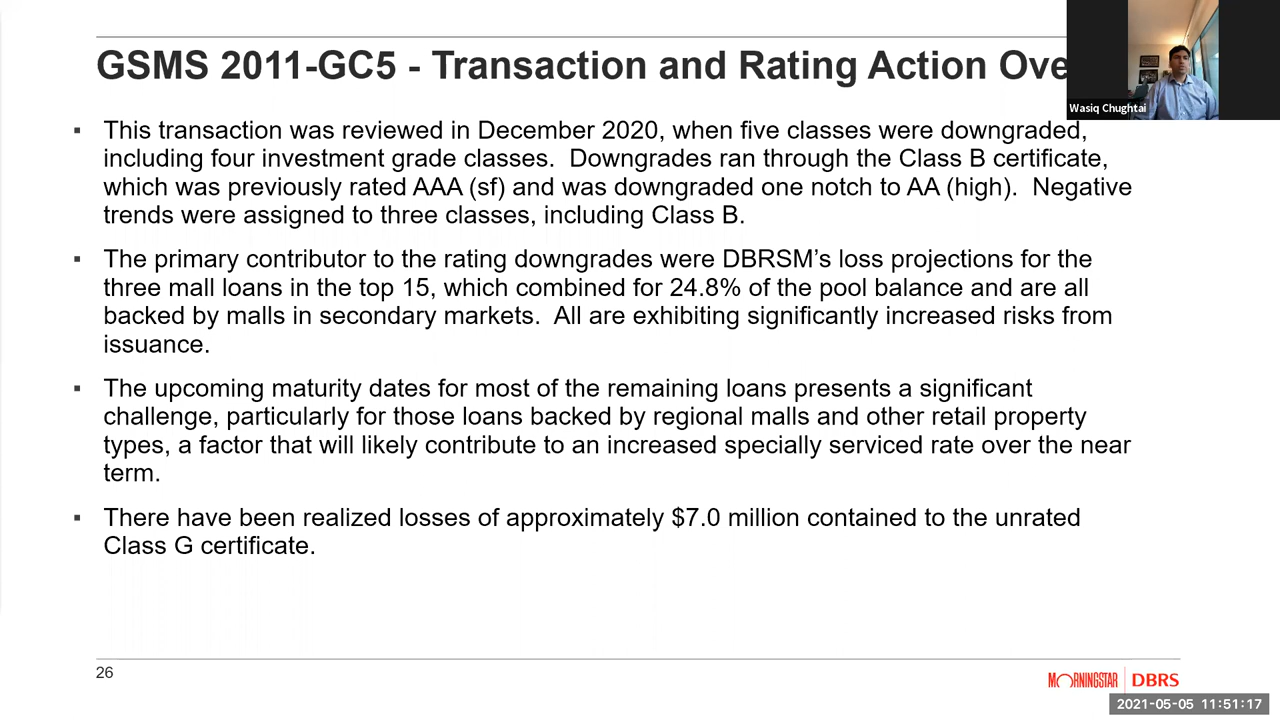 GSMS 2011-GC5 - Transaction and Rating Action Ove
Wasiq Chughtai
▪ This transaction was reviewed in December 2020, when five classes were downgraded,
including four investment grade classes.  Downgrades ran through the Class B certificate,
which was previously rated AAA (sf) and was downgraded one notch to AA (high).  Negative
trends were assigned to three classes, including Class B.
▪ The primary contributor to the rating downgrades were DBRSM’s loss projections for the
three mall loans in the top 15, which combined for 24.8% of the pool balance and are all
backed by malls in secondary markets.  All are exhibiting significantly increased risks from
issuance.
▪ The upcoming maturity dates for most of the remaining loans presents a significant
challenge, particularly for those loans backed by regional malls and other retail property
types, a factor that will likely contribute to an increased specially serviced rate over the near
term.
▪ There have been realized losses of approximately $7.0 million contained to the unrated
Class G certificate.
26
MORNINGSTAR | DBRS
2021-05-05 11:51:17